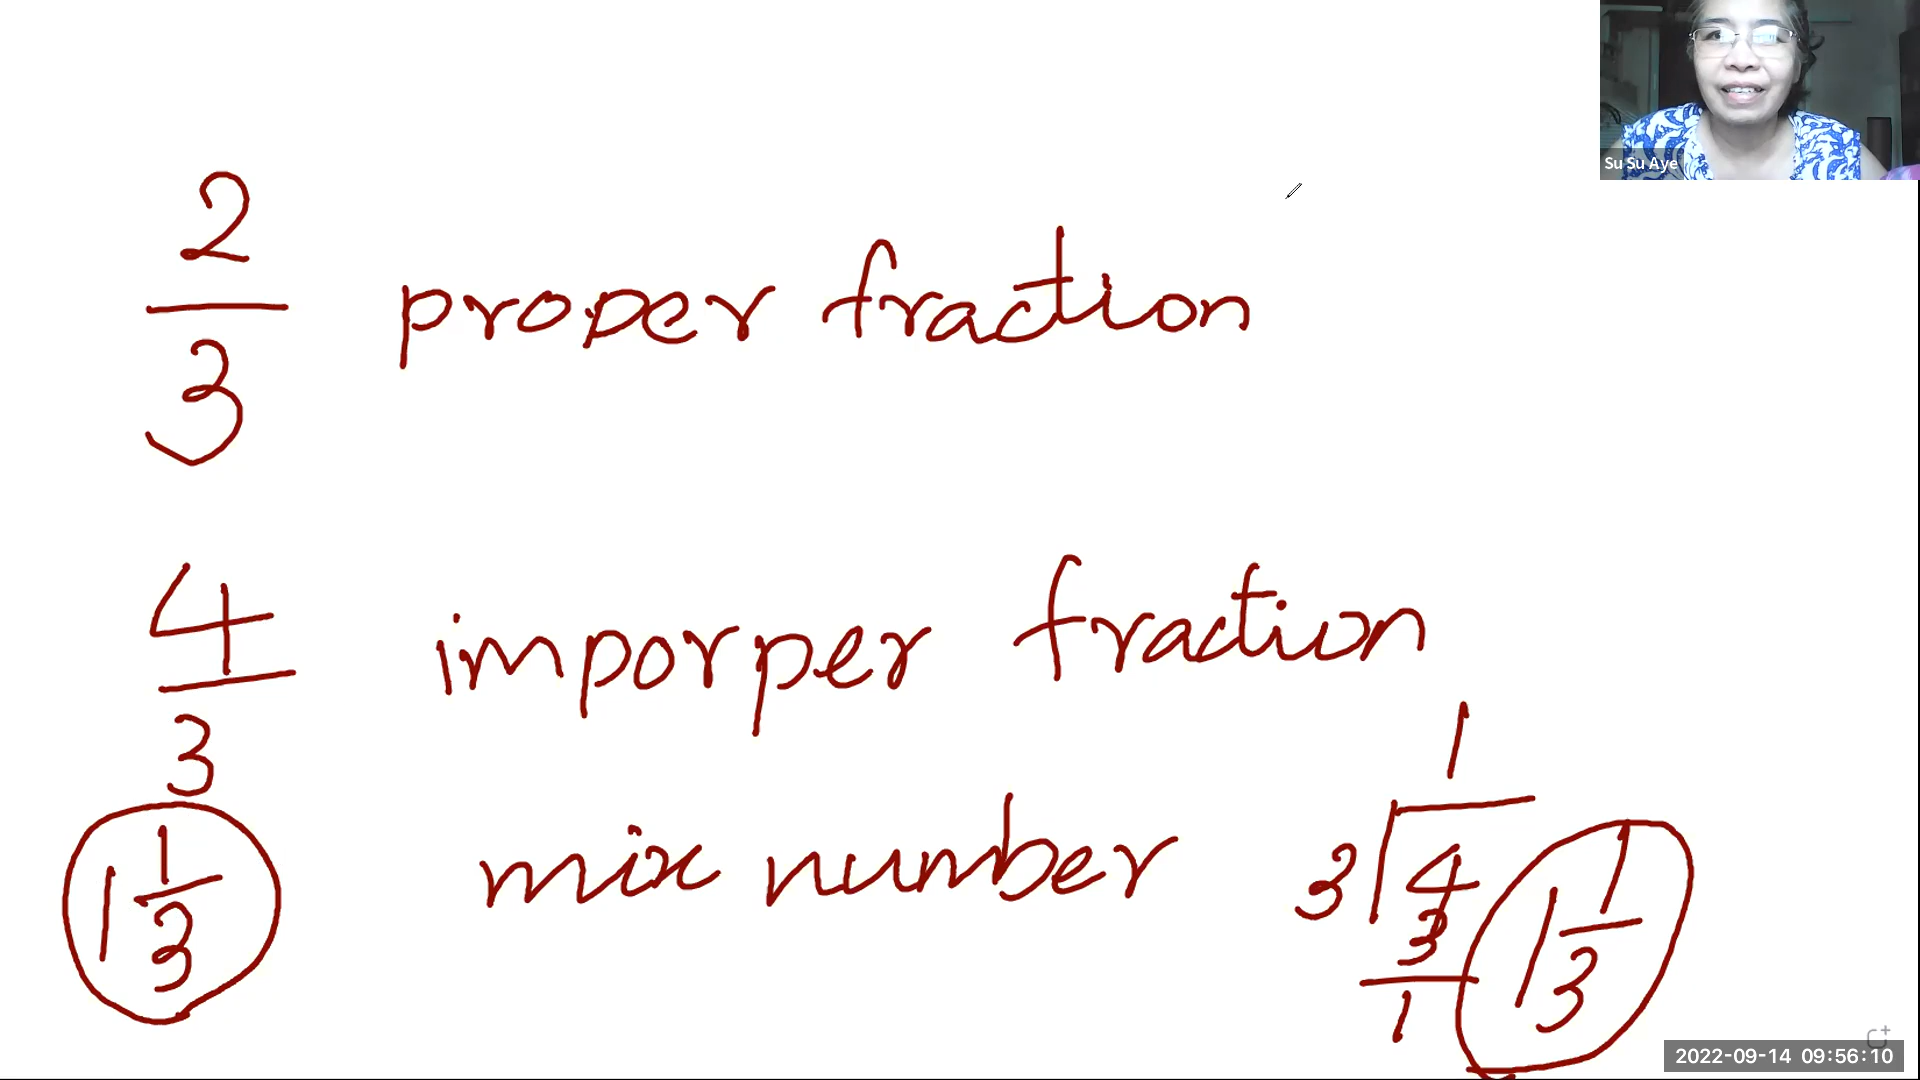 Su Su Aye
2/3 proper fraction
4/3 imporper fraction
1 1/3 mix number
1
3 4
3
1
1 1/3
2022-09-14 09:56:10